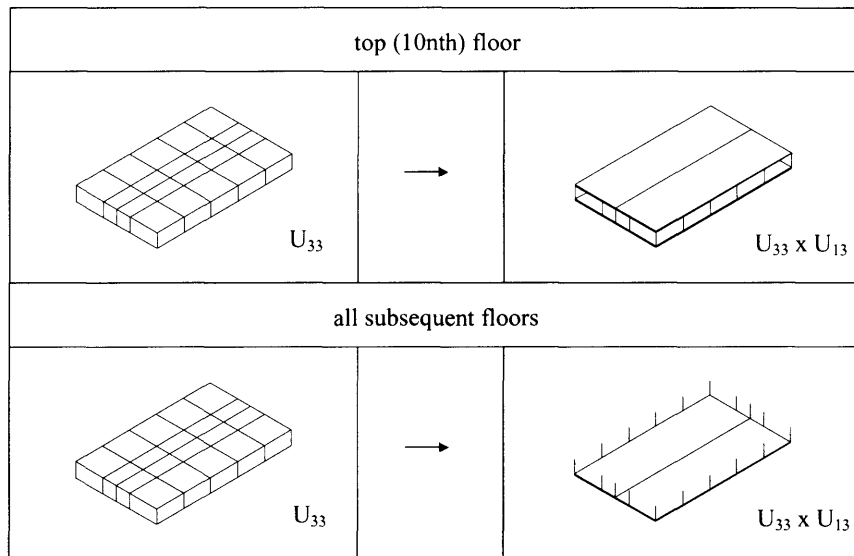 top (10nth) floor
U₃₃
U₃₃ x U₁₃
all subsequent floors
U₃₃
U₃₃ x U₁₃